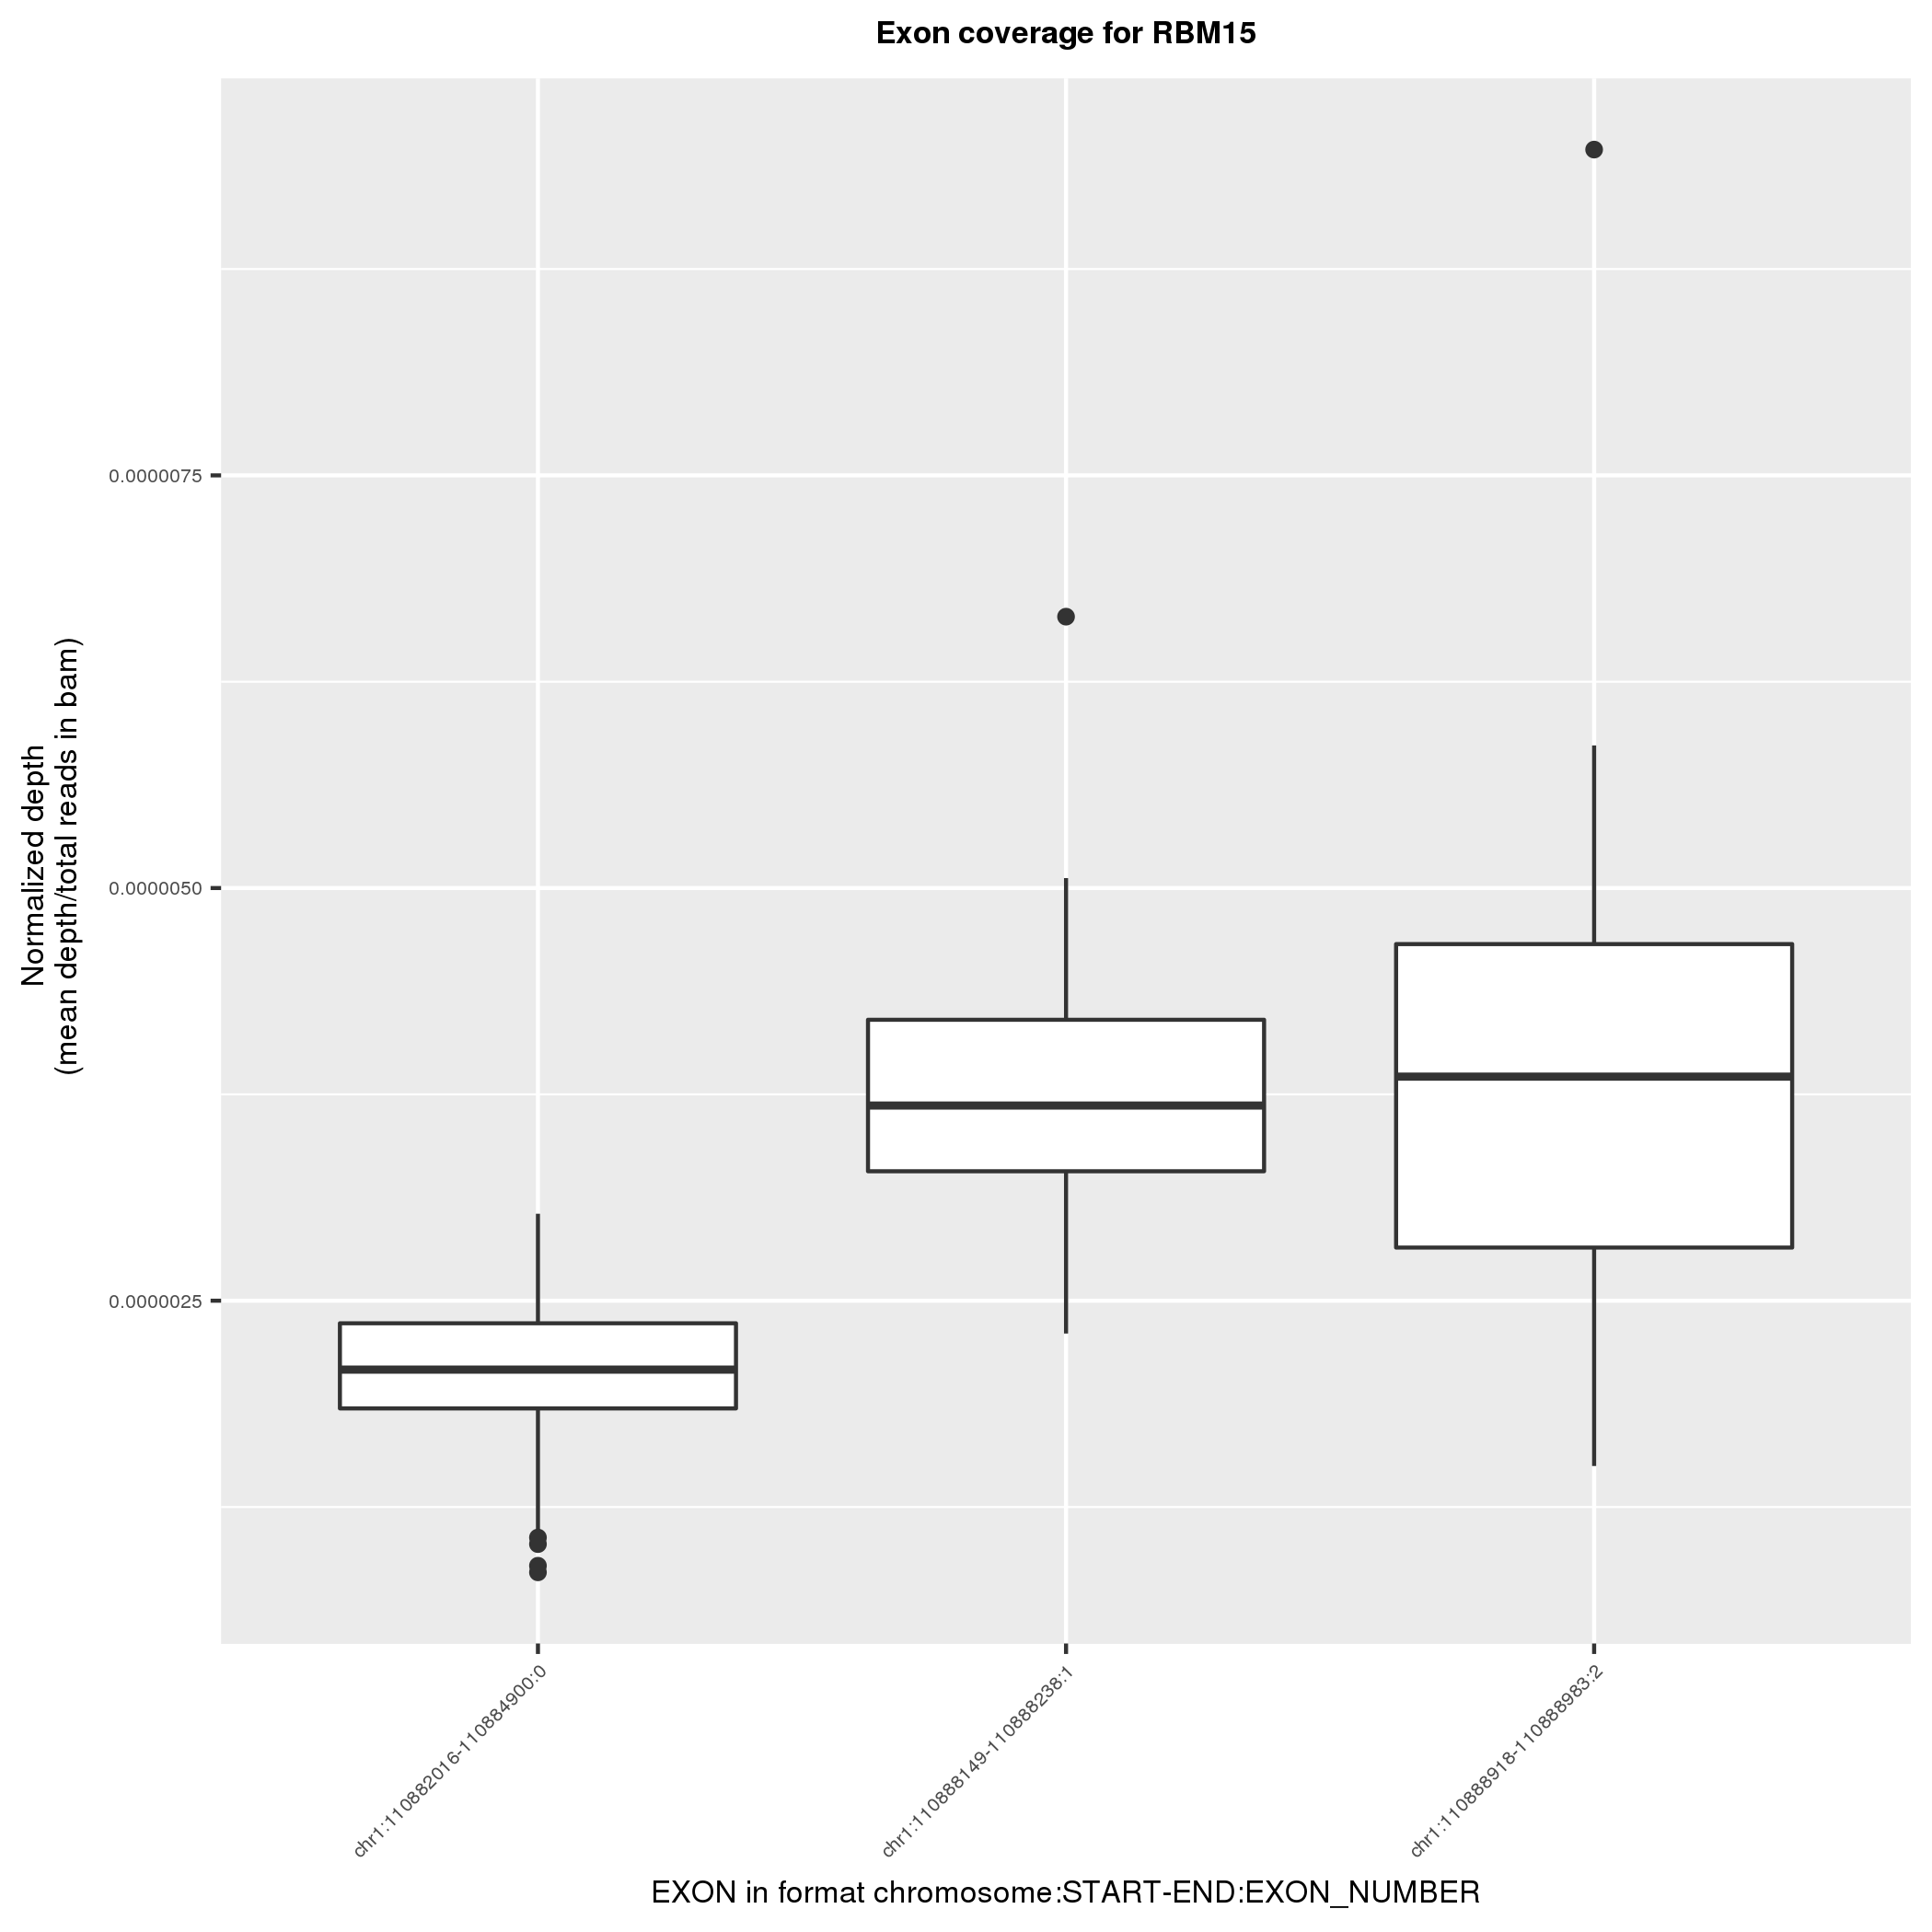 Exon coverage for RBM15
Normalized depth
(mean depth/total reads in bam)
0.0000075
0.0000050
0.0000025
chr1:110882016-110884900:0
chr1:110888149-110888238:1
chr1:110888918-110888983:2
EXON in format chromosome:START-END:EXON_NUMBER